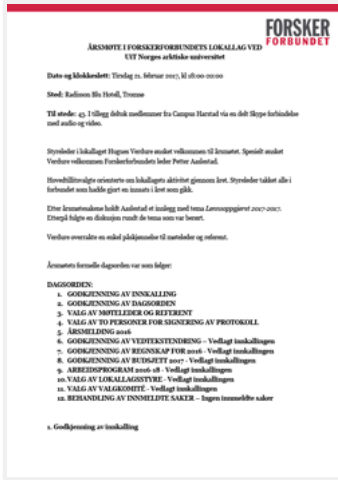 FORSKER
FORBUNDET
ÅRSMØTE I FORSKERFORBUNDETS LOKALLAG VED
UiT Norges arktiske universitet
Dato og klokkeslett: Tirsdag 21. februar 2017, kl 18:00-20:00
Sted: Radisson Blu Hotell, Tromsø
Til stede: 43. I tillegg deltok medlemmer fra Campus Harstad via en delt Skype forbindelse
med audio og video.
Styreleder i lokallaget Hugues Verdure ønsket velkommen til årsmøtet. Spesielt ønsket
Verdure velkommen Forskerforbundets leder Petter Aaslestad.
Hovedtillitsvalgte orienterte om lokallagets aktivitet gjennom året. Styreleder takket alle i
forbundet som hadde gjort en innsats i året som gikk.
Etter årsmøtesakene holdt Aaslestad et innlegg med tema Lønnsoppgjøret 2017-2017.
Etterpå fulgte en diskusjon rundt de tema som var berørt.
Verdure overrakte en enkel påskjønnelse til møteleder og referent.
Årsmøtets formelle dagsorden var som følger:
DAGSORDEN:
1. GODKJENNING AV INNKALLING
2. GODKJENNING AV DAGSORDEN
3. VALG AV MØTELEDER OG REFERENT
4. VALG AV TO PERSONER FOR SIGNERING AV PROTOKOLL
5. ÅRSMELDING 2016
6. GODKJENNING AV VEDTEKTSENDRING – Vedlagt innkallingen
7. GODKJENNING AV REGNSKAP FOR 2016 - Vedlagt innkallingen
8. GODKJENNING AV BUDSJETT 2017 - Vedlagt innkallingen
9. ARBEIDSPROGRAM 2016-18 - Vedlagt innkallingen
10. VALG AV LOKALLAGSSTYRE - Vedlagt innkallingen
11. VALG AV VALGKOMITÉ - Vedlagt innkallingen
12. BEHANDLING AV INNMELDTE SAKER – Ingen innmeldte saker
1. Godkjenning av innkalling